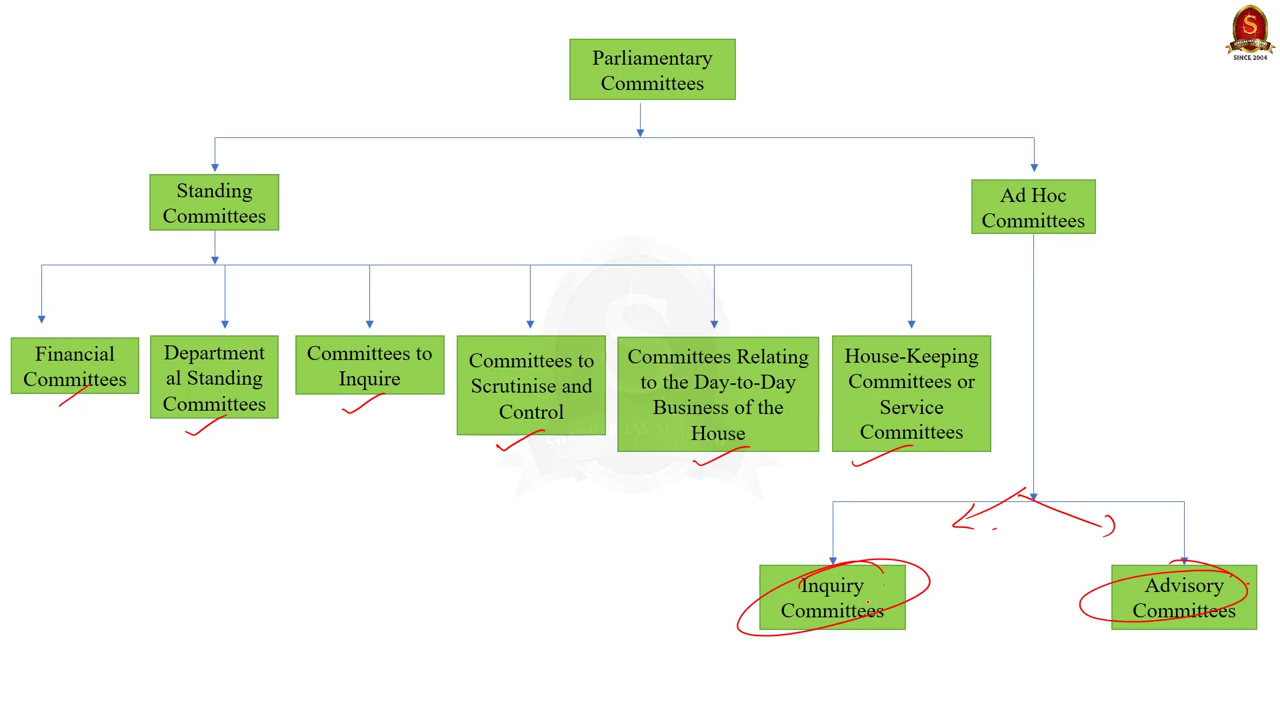 SINCE 2004
Parliamentary
Committees
Standing
Committees
Ad Hoc
Committees
Financial
Committees
Department
al Standing
Committees
Committees to
Inquire
Committees to
Scrutinise and
Control
Committees Relating
to the Day-to-Day
Business of the
House
House-Keeping
Committees or
Service
Committees
Inquiry
Committees
Advisory
Committees